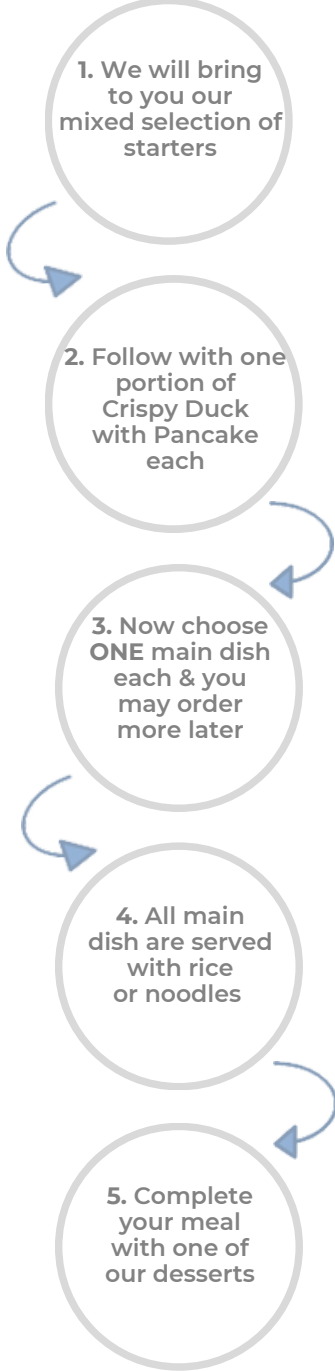 1. We will bring
to you our
mixed selection of
starters
2. Follow with one
portion of
Crispy Duck
with Pancake
each
3. Now choose
ONE main dish
each & you
may order
more later
4. All main
dish are served
with rice
or noodles
5. Complete
your meal
with one of
our desserts